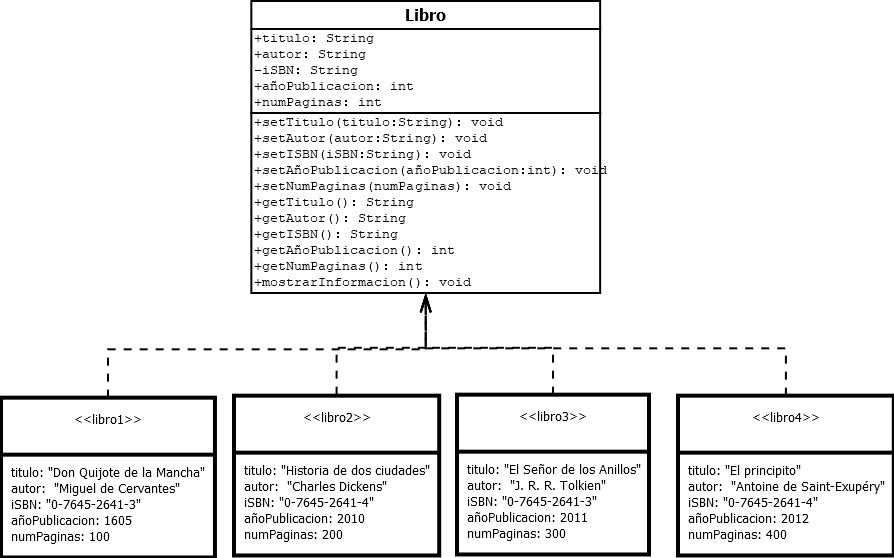 Libro
+titulo: String
+autor: String
-iSBN: String
+añoPublicacion: int
+numPaginas: int
+setTitulo(titulo:String): void
+setAutor(autor:String): void
+setISBN(iSBN:String): void
+setAñoPublicacion(añoPublicacion:int): void
+setNumPaginas(numPaginas): void
+getTitulo(): String
+getAutor(): String
+getISBN(): String
+getAñoPublicacion(): int
+getNumPaginas(): int
+mostrarInformacion(): void
<<libro1>>
titulo: "Don Quijote de la Mancha"
autor: "Miguel de Cervantes"
iSBN: "0-7645-2641-3"
añoPublicacion: 1605
numPaginas: 100
<<libro2>>
titulo: "Historia de dos ciudades"
autor: "Charles Dickens"
iSBN: "0-7645-2641-4"
añoPublicacion: 2010
numPaginas: 200
<<libro3>>
titulo: "El Señor de los Anillos"
autor: "J. R. R. Tolkien"
iSBN: "0-7645-2641-3"
añoPublicacion: 2011
numPaginas: 300
<<libro4>>
titulo: "El principito"
autor: "Antoine de Saint-Exupéry"
iSBN: "0-7645-2641-4"
añoPublicacion: 2012
numPaginas: 400